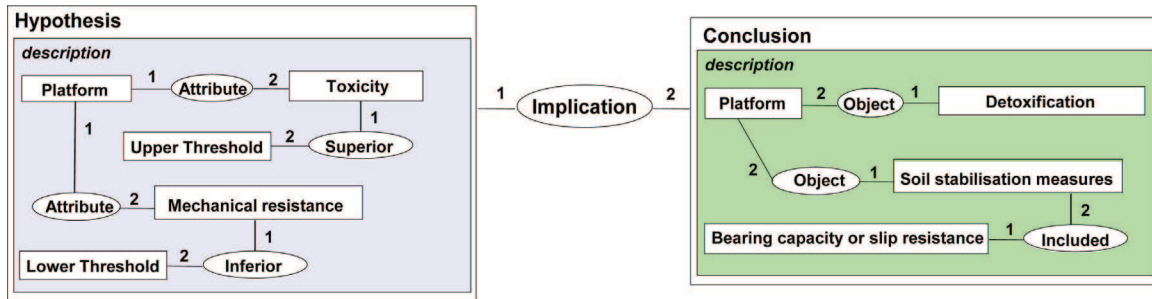 Hypothesis
description
Platform
1
Attribute
2
Toxicity
1
1
Upper Threshold
2
Superior
Attribute
2
Mechanical resistance
1
Lower Threshold
2
Inferior
1
Implication
2
Conclusion
description
Platform
2
Object
1
Detoxification
2
Object
1
Soil stabilisation measures
2
Bearing capacity or slip resistance
1
Included